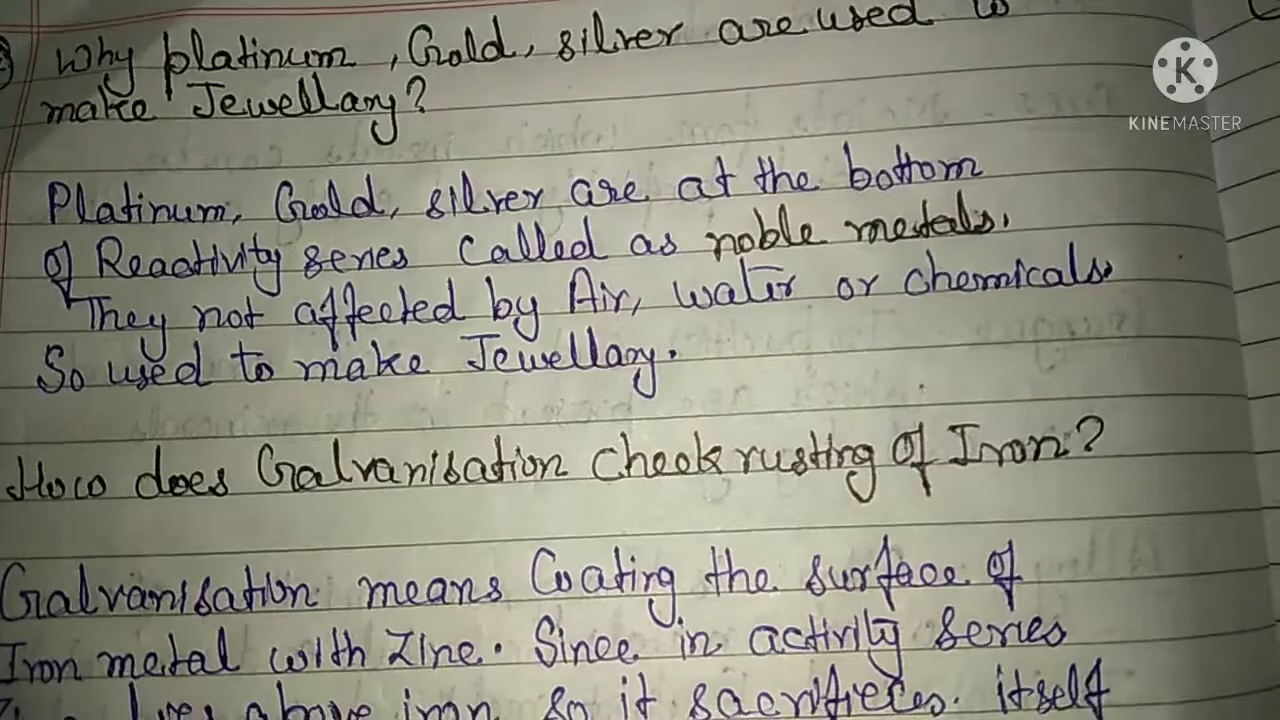 Why platinum, Gold, silver are used to
make Jewellary?
Platinum, Gold, silver are at the bottom
of Reactivity series called as noble metals.
They not affected by Air, water or chemicals
So used to make Jewellary.
How does Galvanisation check rusting of Iron?
Galvanisation means Coating the surface of
Iron metal with Zinc. Since in activity series
lies above iron so it sacrifices itself
K
KINEMASTER